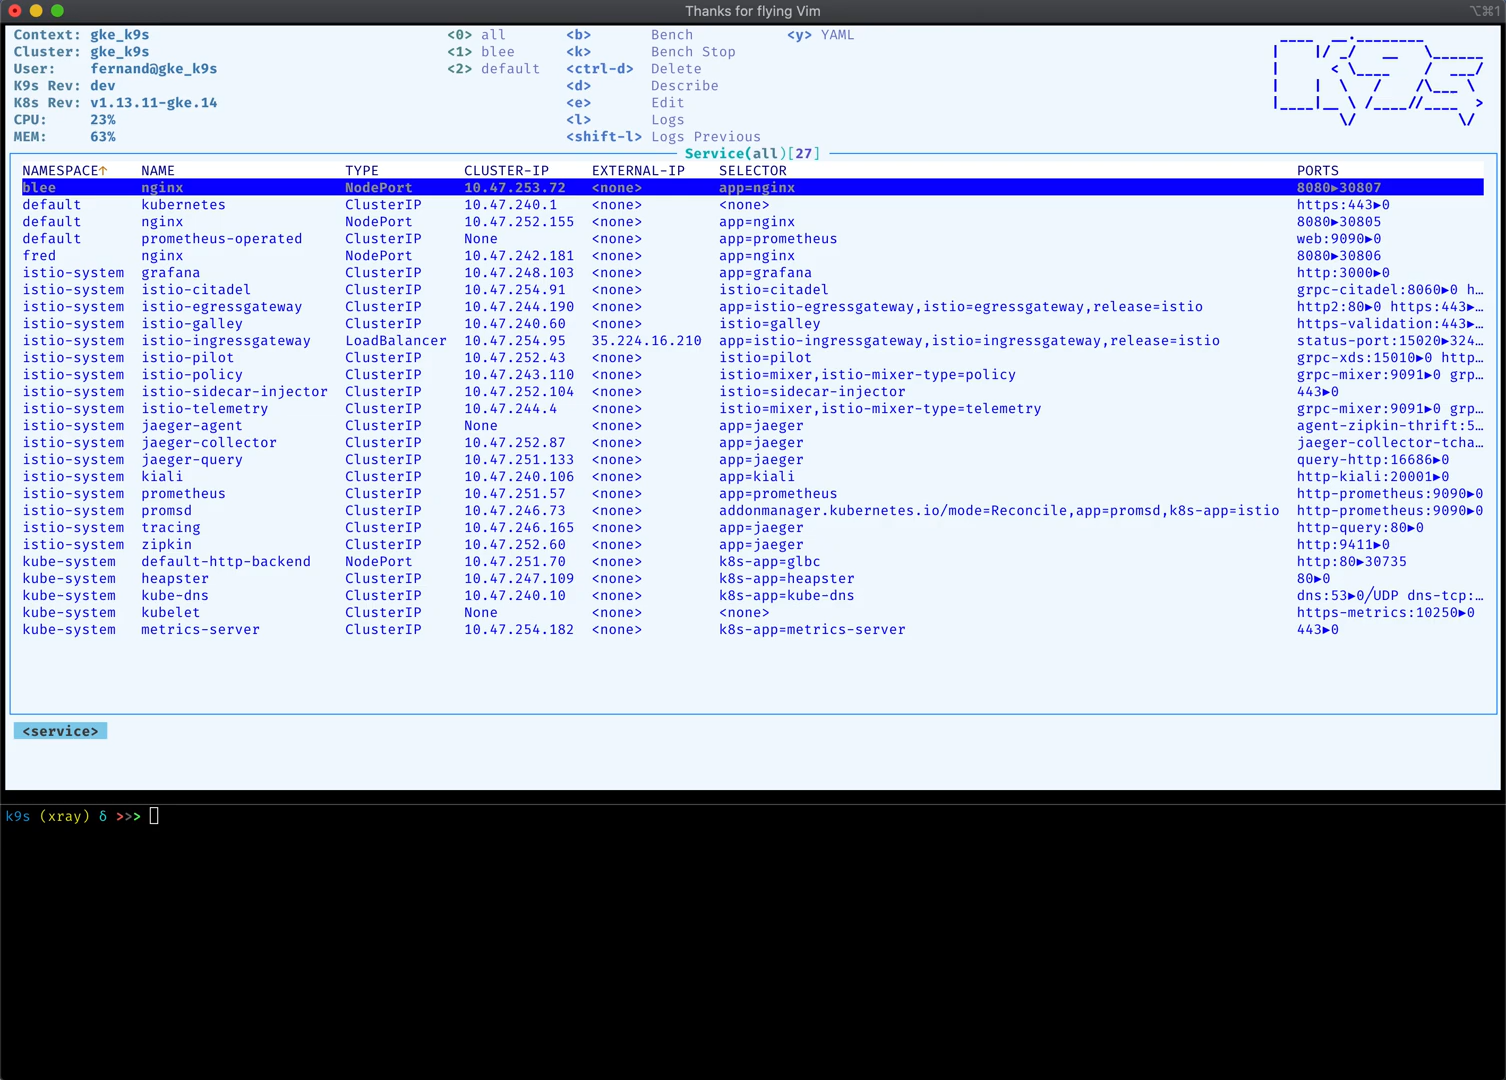 Thanks for flying Vim
⌥⌘1
Context: gke_k9s <0> all <b> Bench <y> YAML
Cluster: gke_k9s <1> blee <k> Bench Stop
User: fernand@gke_k9s <2> default <ctrl-d> Delete
K9s Rev: dev <d> Describe
K8s Rev: v1.13.11-gke.14 <e> Edit
CPU: 23% <l> Logs
MEM: 63% <shift-l> Logs Previous
Service(all)[27]
NAMESPACE↑ NAME TYPE CLUSTER-IP EXTERNAL-IP SELECTOR PORTS
blee nginx NodePort 10.47.253.72 <none> app=nginx 8080►30807
default kubernetes ClusterIP 10.47.240.1 <none> <none> https:443►0
default nginx NodePort 10.47.252.155 <none> app=nginx 8080►30805
default prometheus-operated ClusterIP None <none> app=prometheus web:9090►0
fred nginx NodePort 10.47.242.181 <none> app=nginx 8080►30806
istio-system grafana ClusterIP 10.47.248.103 <none> app=grafana http:3000►0
istio-system istio-citadel ClusterIP 10.47.254.91 <none> istio=citadel grpc-citadel:8060►0 h…
istio-system istio-egressgateway ClusterIP 10.47.244.190 <none> app=istio-egressgateway,istio=egressgateway,release=istio http2:80►0 https:443►…
istio-system istio-galley ClusterIP 10.47.240.60 <none> istio=galley https-validation:443►…
istio-system istio-ingressgateway LoadBalancer 10.47.254.95 35.224.16.210 app=istio-ingressgateway,istio=ingressgateway,release=istio status-port:15020►324…
istio-system istio-pilot ClusterIP 10.47.252.43 <none> istio=pilot grpc-xds:15010►0 http…
istio-system istio-policy ClusterIP 10.47.243.110 <none> istio=mixer,istio-mixer-type=policy grpc-mixer:9091►0 grp…
istio-system istio-sidecar-injector ClusterIP 10.47.252.104 <none> istio=sidecar-injector 443►0
istio-system istio-telemetry ClusterIP 10.47.244.4 <none> istio=mixer,istio-mixer-type=telemetry grpc-mixer:9091►0 grp…
istio-system jaeger-agent ClusterIP None <none> app=jaeger agent-zipkin-thrift:5…
istio-system jaeger-collector ClusterIP 10.47.252.87 <none> app=jaeger jaeger-collector-tcha…
istio-system jaeger-query ClusterIP 10.47.251.133 <none> app=jaeger query-http:16686►0
istio-system kiali ClusterIP 10.47.240.106 <none> app=kiali http-kiali:20001►0
istio-system prometheus ClusterIP 10.47.251.57 <none> app=prometheus http-prometheus:9090►0
istio-system promsd ClusterIP 10.47.246.73 <none> addonmanager.kubernetes.io/mode=Reconcile,app=promsd,k8s-app=istio http-prometheus:9090►0
istio-system tracing ClusterIP 10.47.246.165 <none> app=jaeger http-query:80►0
istio-system zipkin ClusterIP 10.47.252.60 <none> app=jaeger http:9411►0
kube-system default-http-backend NodePort 10.47.251.70 <none> k8s-app=glbc http:80►30735
kube-system heapster ClusterIP 10.47.247.109 <none> k8s-app=heapster 80►0
kube-system kube-dns ClusterIP 10.47.240.10 <none> k8s-app=kube-dns dns:53►0/UDP dns-tcp:…
kube-system kubelet ClusterIP None <none> <none> https-metrics:10250►0
kube-system metrics-server ClusterIP 10.47.254.182 <none> k8s-app=metrics-server 443►0
<service>
k9s (xray) δ >>>